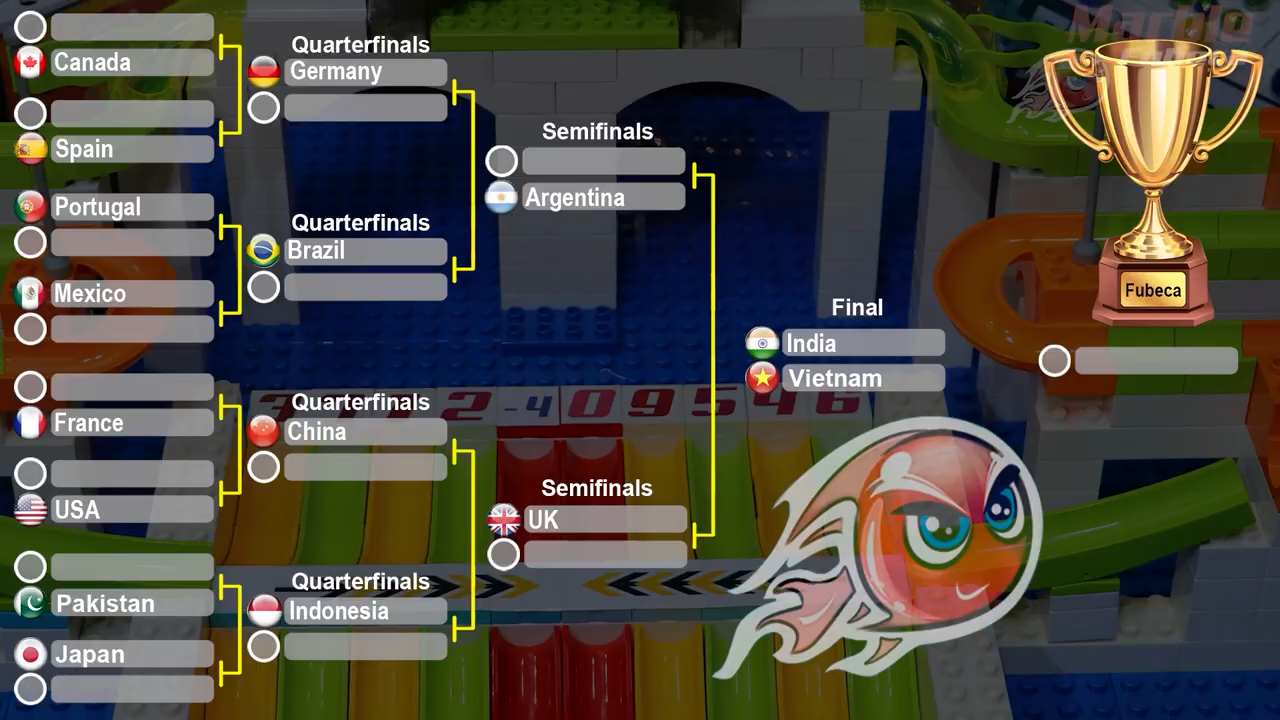 Canada
Spain
Portugal
Mexico
France
USA
Pakistan
Japan
Quarterfinals
Germany
Quarterfinals
Brazil
Quarterfinals
China
Quarterfinals
Indonesia
Semifinals
Argentina
Semifinals
UK
Final
India
Vietnam
Marble
Fubeca